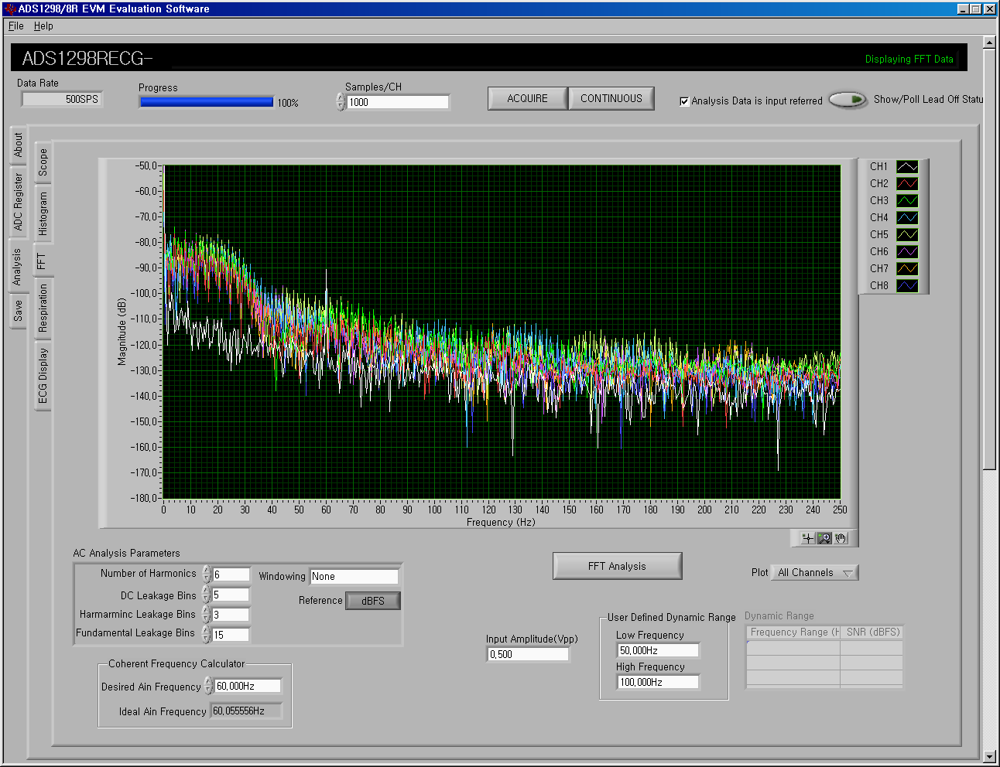 ADS1298/8R EVM Evaluation Software
File Help
ADS1298RECG-
Displaying FFT Data
Data Rate
500SPS
Progress
100%
Samples/CH
1000
ACQUIRE
CONTINUOUS
Analysis Data is input referred
Show/Poll Lead Off Statu
About
ADC Register
Analysis
Save
Scope
Histogram
FFT
Respiration
ECG Display
Magnitude (dB)
-50,0
-60,0
-70,0
-80,0
-90,0
-100,0
-110,0
-120,0
-130,0
-140,0
-150,0
-160,0
-170,0
-180,0
0 10 20 30 40 50 60 70 80 90 100 110 120 130 140 150 160 170 180 190 200 210 220 230 240 250
Frequency (Hz)
CH1
CH2
CH3
CH4
CH5
CH6
CH7
CH8
AC Analysis Parameters
Number of Harmonics 6
Windowing None
DC Leakage Bins 5
Reference dBFS
Harmarminc Leakage Bins 3
Fundamental Leakage Bins 15
Coherent Frequency Calculator
Desired Ain Frequency 60,000Hz
Ideal Ain Frequency 60,055556Hz
FFT Analysis
Plot All Channels
Input Amplitude(Vpp)
0,500
User Defined Dynamic Range
Low Frequency
50,000Hz
High Frequency
100,000Hz
Dynamic Range
Frequency Range (H SNR (dBFS)